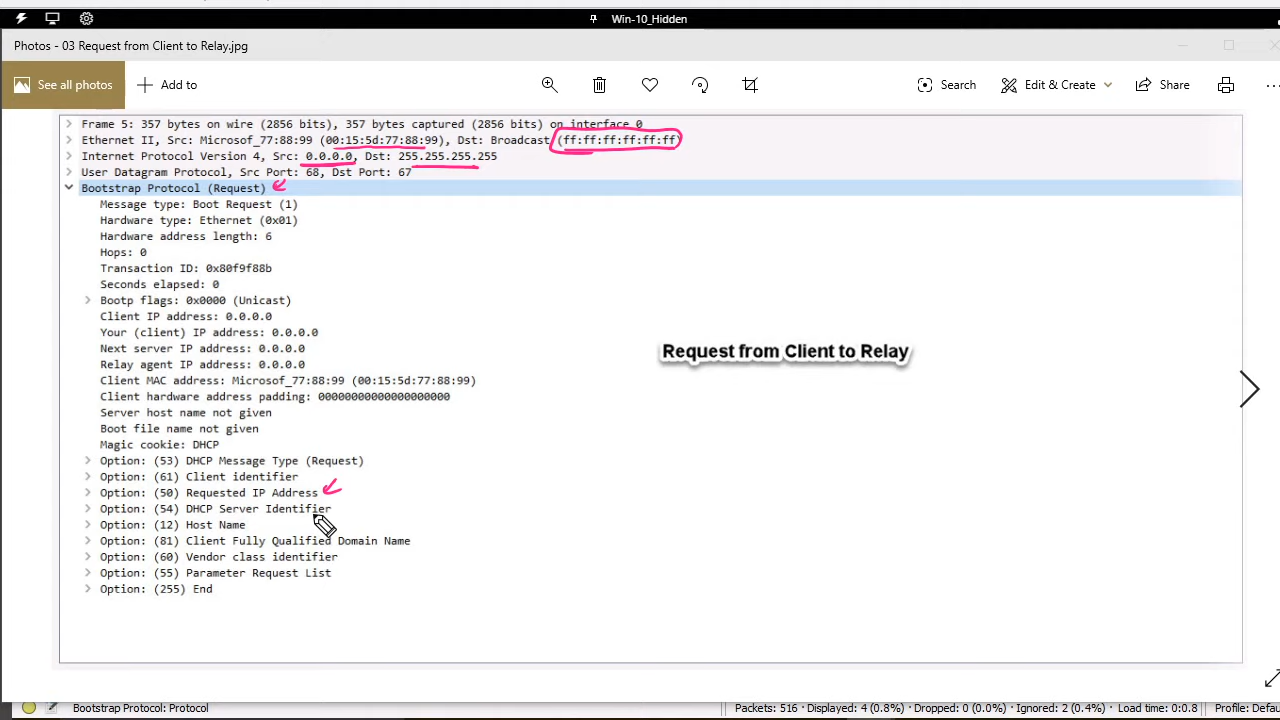 Win-10_Hidden
Photos - 03 Request from Client to Relay.jpg
See all photos
Add to
Search
Edit & Create
Share
Frame 5: 357 bytes on wire (2856 bits), 357 bytes captured (2856 bits) on interface 0
Ethernet II, Src: Microsof_77:88:99 (00:15:5d:77:88:99), Dst: Broadcast (ff:ff:ff:ff:ff:ff)
Internet Protocol Version 4, Src: 0.0.0.0, Dst: 255.255.255.255
User Datagram Protocol, Src Port: 68, Dst Port: 67
Bootstrap Protocol (Request)
Message type: Boot Request (1)
Hardware type: Ethernet (0x01)
Hardware address length: 6
Hops: 0
Transaction ID: 0x80f9f88b
Seconds elapsed: 0
Bootp flags: 0x0000 (Unicast)
Client IP address: 0.0.0.0
Your (client) IP address: 0.0.0.0
Next server IP address: 0.0.0.0
Relay agent IP address: 0.0.0.0
Client MAC address: Microsof_77:88:99 (00:15:5d:77:88:99)
Client hardware address padding: 00000000000000000000
Server host name not given
Boot file name not given
Magic cookie: DHCP
Option: (53) DHCP Message Type (Request)
Option: (61) Client identifier
Option: (50) Requested IP Address
Option: (54) DHCP Server Identifier
Option: (12) Host Name
Option: (81) Client Fully Qualified Domain Name
Option: (60) Vendor class identifier
Option: (55) Parameter Request List
Option: (255) End
Request from Client to Relay
Bootstrap Protocol: Protocol
Packets: 516 · Displayed: 4 (0.8%) · Dropped: 0 (0.0%) · Ignored: 2 (0.4%) · Load time: 0:0.8
Profile: Defau